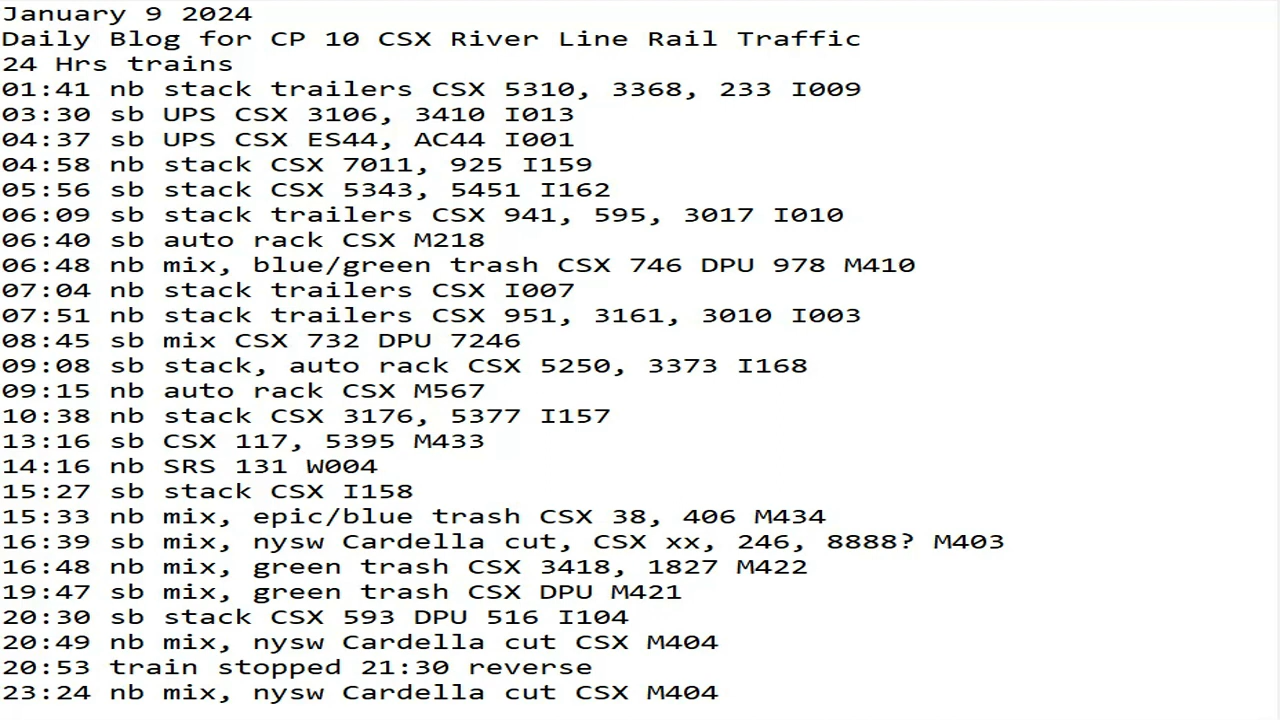 January 9 2024
Daily Blog for CP 10 CSX River Line Rail Traffic
24 Hrs trains
01:41 nb stack trailers CSX 5310, 3368, 233 I009
03:30 sb UPS CSX 3106, 3410 I013
04:37 sb UPS CSX ES44, AC44 I001
04:58 nb stack CSX 7011, 925 I159
05:56 sb stack CSX 5343, 5451 I162
06:09 sb stack trailers CSX 941, 595, 3017 I010
06:40 sb auto rack CSX M218
06:48 nb mix, blue/green trash CSX 746 DPU 978 M410
07:04 nb stack trailers CSX I007
07:51 nb stack trailers CSX 951, 3161, 3010 I003
08:45 sb mix CSX 732 DPU 7246
09:08 sb stack, auto rack CSX 5250, 3373 I168
09:15 nb auto rack CSX M567
10:38 nb stack CSX 3176, 5377 I157
13:16 sb CSX 117, 5395 M433
14:16 nb SRS 131 W004
15:27 sb stack CSX I158
15:33 nb mix, epic/blue trash CSX 38, 406 M434
16:39 sb mix, nysw Cardella cut, CSX xx, 246, 8888? M403
16:48 nb mix, green trash CSX 3418, 1827 M422
19:47 sb mix, green trash CSX DPU M421
20:30 sb stack CSX 593 DPU 516 I104
20:49 nb mix, nysw Cardella cut CSX M404
20:53 train stopped 21:30 reverse
23:24 nb mix, nysw Cardella cut CSX M404